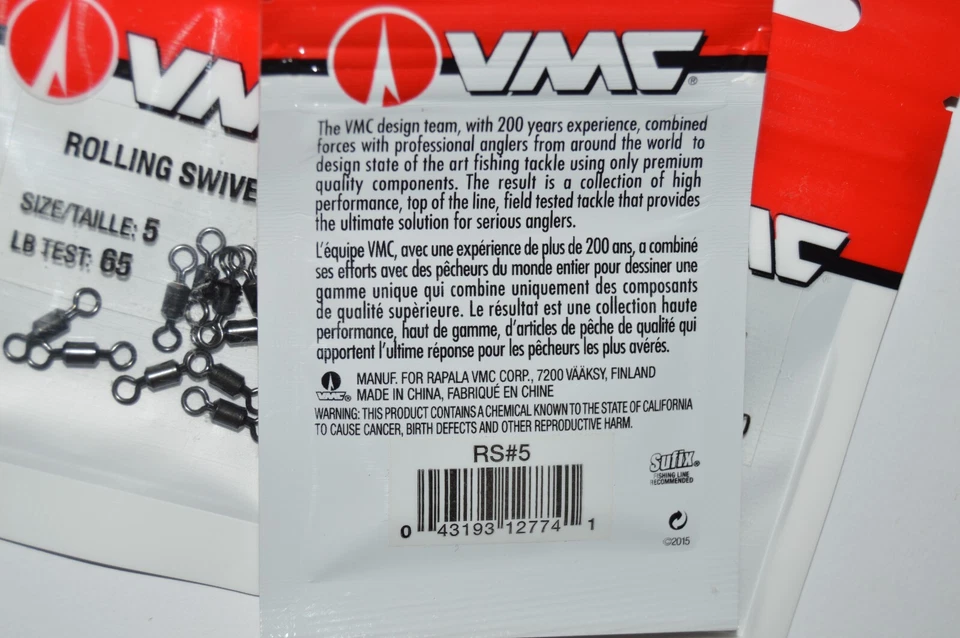 VMC
ROLLING SWIVE
SIZE/TAILLE: 5
LB TEST: 65
VMC®
The VMC design team, with 200 years experience, combined
forces with professional anglers from around the world to
design state of the art fishing tackle using only premium
quality components. The result is a collection of high
performance, top of the line, field tested tackle that provides
the ultimate solution for serious anglers.
L'équipe VMC, avec une expérience de plus de 200 ans, a combiné
ses efforts avec des pêcheurs du monde entier pour dessiner une
gamme unique qui combine uniquement des composants
de qualité supérieure. Le résultat est une collection haute
performance, haut de gamme, d'articles de pêche de qualité qui
apportent l'ultime réponse pour les pêcheurs les plus avérés.
VMC®
MANUF. FOR RAPALA VMC CORP., 7200 VÄÄKSY, FINLAND
MADE IN CHINA, FABRIQUÉ EN CHINE
WARNING: THIS PRODUCT CONTAINS A CHEMICAL KNOWN TO THE STATE OF CALIFORNIA
TO CAUSE CANCER, BIRTH DEFECTS AND OTHER REPRODUCTIVE HARM.
RS#5
0 43193 12774 1
Sufix®
FISHING LINE
RECOMMENDED
©2015
MC